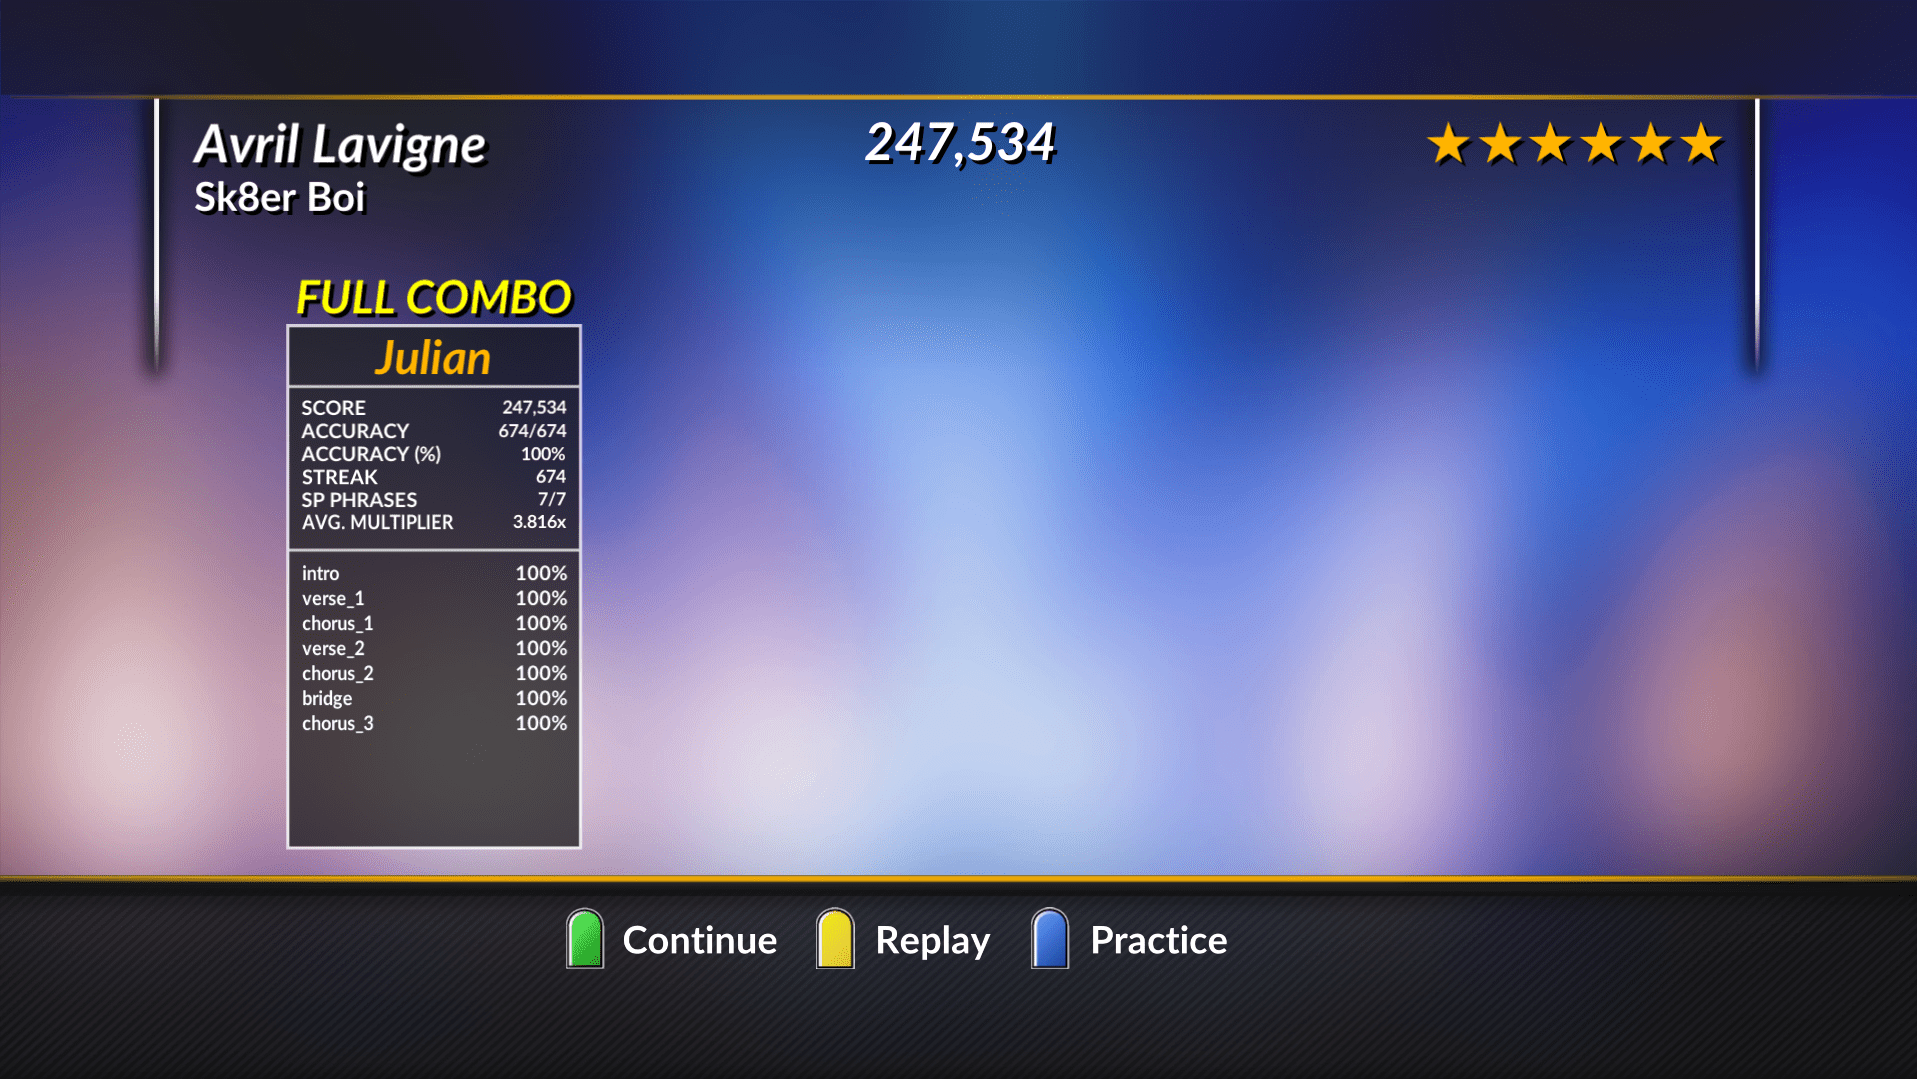 Avril Lavigne
Sk8er Boi
247,534
FULL COMBO
Julian
SCORE 247,534
ACCURACY 674/674
ACCURACY (%) 100%
STREAK 674
SP PHRASES 7/7
AVG. MULTIPLIER 3.816x
intro 100%
verse_1 100%
chorus_1 100%
verse_2 100%
chorus_2 100%
bridge 100%
chorus_3 100%
Continue Replay Practice